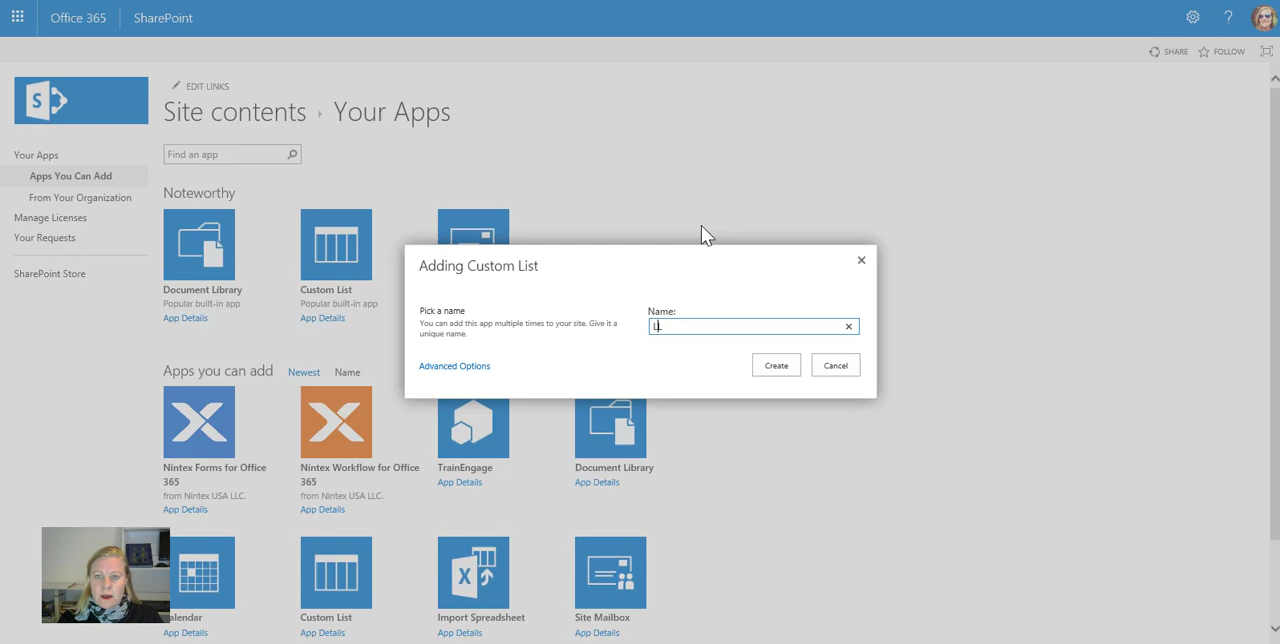 Office 365
SharePoint
SHARE
FOLLOW
EDIT LINKS
Site contents
Your Apps
Find an app
Your Apps
Apps You Can Add
From Your Organization
Manage Licenses
Your Requests
SharePoint Store
Noteworthy
Document Library
Popular built-in app
App Details
Custom List
Popular built-in app
App Details
Adding Custom List
Pick a name
You can add this app multiple times to your site. Give it a
unique name.
Name:
Advanced Options
Create
Cancel
Apps you can add
Newest
Name
Nintex Forms for Office
365
from Nintex USA LLC.
App Details
Nintex Workflow for Office
365
from Nintex USA LLC.
App Details
TrainEngage
App Details
Document Library
App Details
alendar
App Details
Custom List
App Details
Import Spreadsheet
App Details
Site Mailbox
App Details